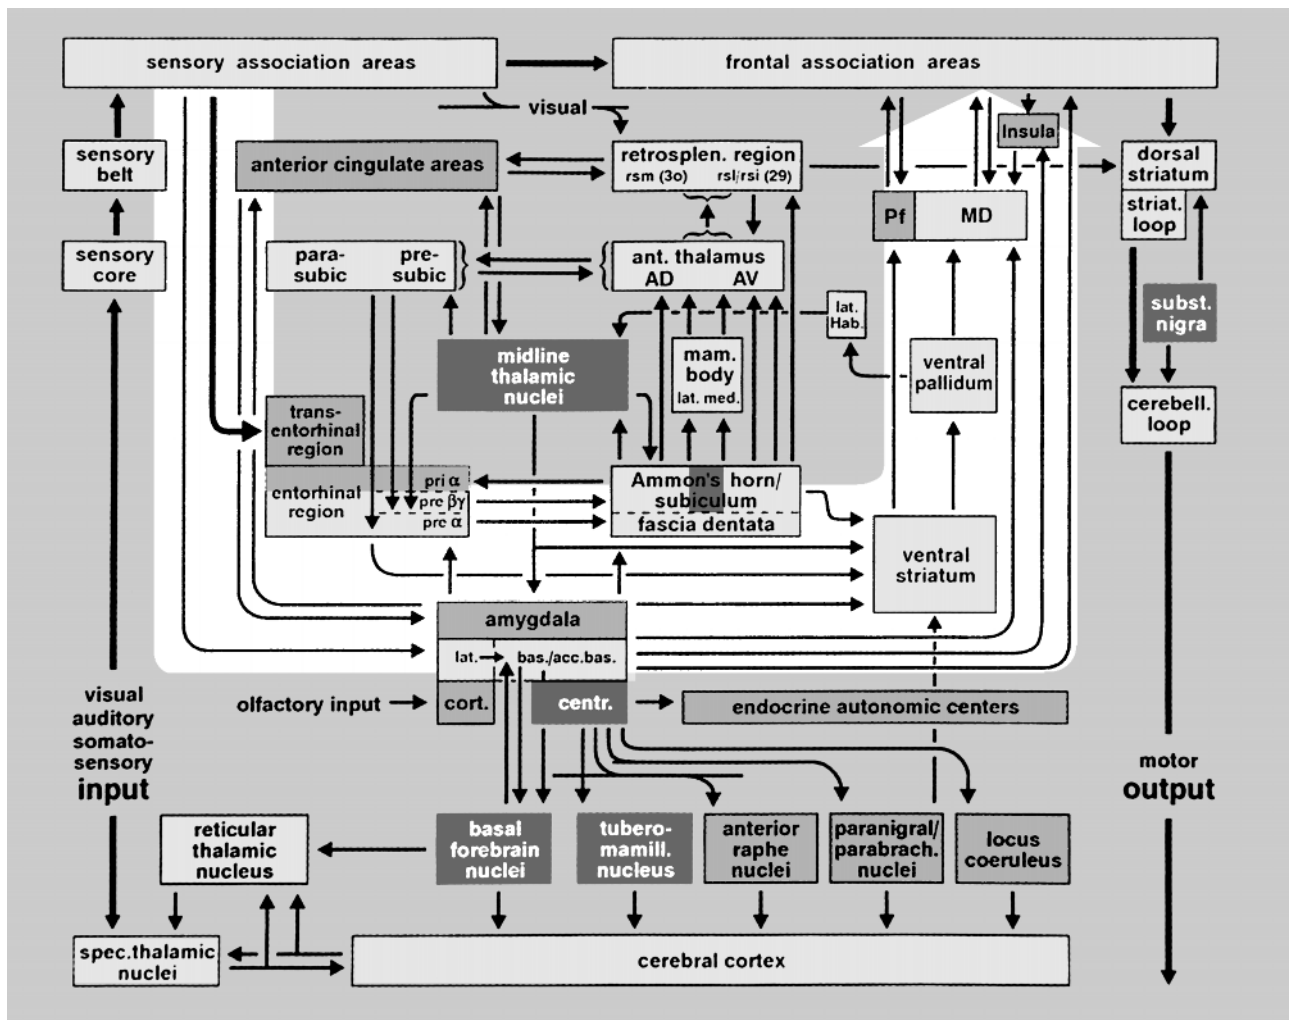 sensory association areas
frontal association areas
visual
Insula
sensory
belt
anterior cingulate areas
retrosplen. region
rsm (3o) rsl/rsi (29)
dorsal
striatum
striat.
loop
Pf MD
sensory
core
para-
subic
pre-
subic
ant. thalamus
AD AV
lat.
Hab.
subst.
nigra
midline
thalamic
nuclei
mam.
body
lat. med.
ventral
pallidum
cerebell.
loop
trans-
entorhinal
region
entorhinal
region
pri α
pre βγ
pre α
Ammon's horn/
subiculum
fascia dentata
ventral
striatum
amygdala
lat. bas./acc.bas.
olfactory input
cort.
centr.
endocrine autonomic centers
visual
auditory
somato-
sensory
input
motor
output
reticular
thalamic
nucleus
basal
forebrain
nuclei
tubero-
mamill.
nucleus
anterior
raphe
nuclei
paranigral/
parabrach.
nuclei
locus
coeruleus
spec.thalamic
nuclei
cerebral cortex